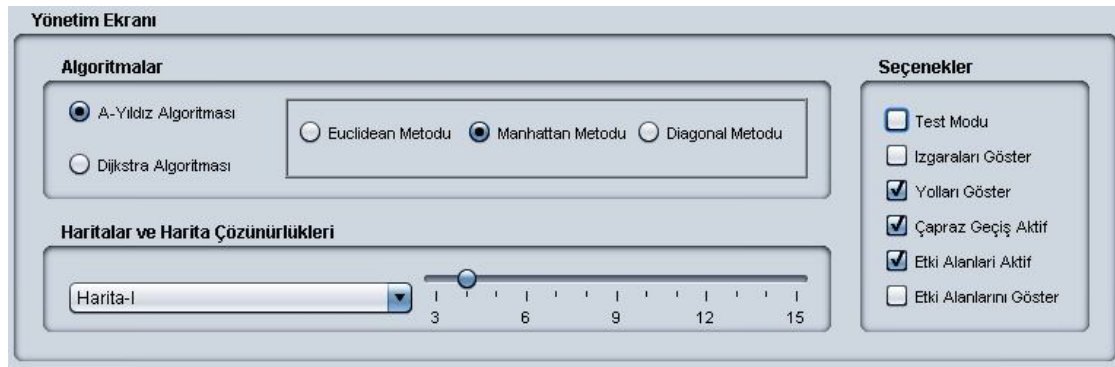 Yönetim Ekranı
Algoritmalar
A-Yıldız Algoritması
Dijkstra Algoritması
Euclidean Metodu
Manhattan Metodu
Diagonal Metodu
Haritalar ve Harita Çözünürlükleri
Harita-I
3 6 9 12 15
Seçenekler
Test Modu
Izgaraları Göster
Yolları Göster
Çapraz Geçiş Aktif
Etki Alanlari Aktif
Etki Alanlarını Göster